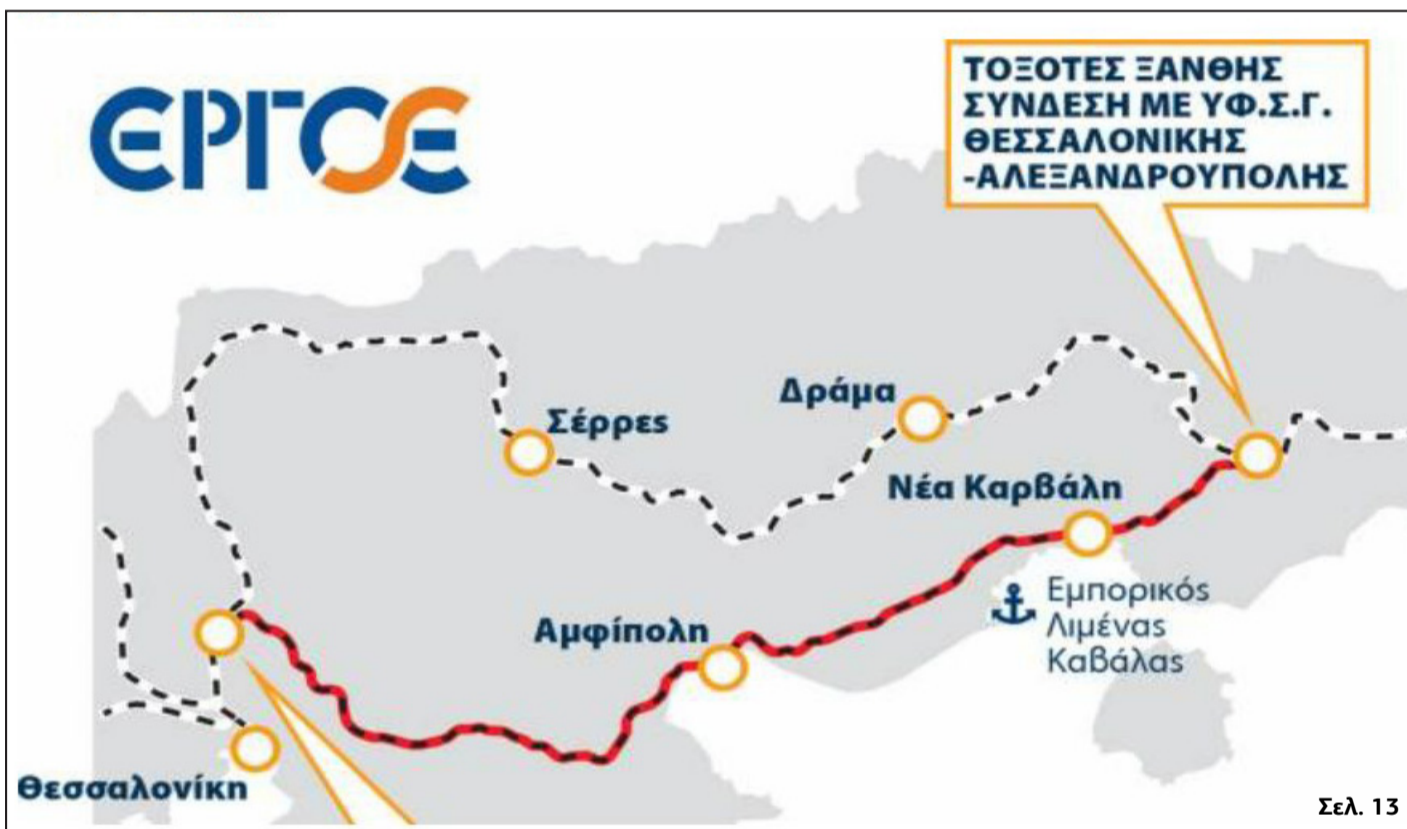 ΕΡΓΟΣΕ
ΤΟΞΟΤΕΣ ΞΑΝΘΗΣ
ΣΥΝΔΕΣΗ ΜΕ ΥΦ.Σ.Γ.
ΘΕΣΣΑΛΟΝΙΚΗΣ
-ΑΛΕΞΑΝΔΡΟΥΠΟΛΗΣ
Δράμα
Σέρρες
Νέα Καρβάλη
Εμπορικός
Λιμένας
Καβάλας
Αμφίπολη
Θεσσαλονίκη
Σελ. 13